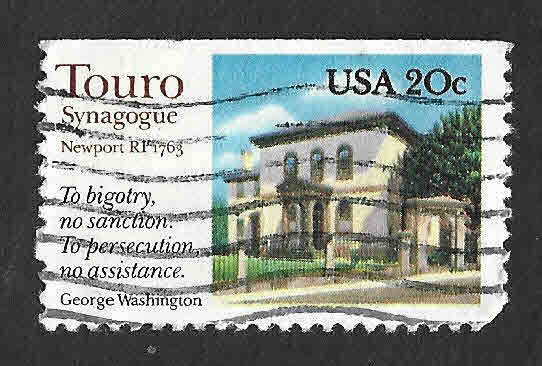 Touro
Synagogue
Newport RI 1763
USA 20c
To bigotry,
no sanction.
To persecution,
no assistance.
George Washington